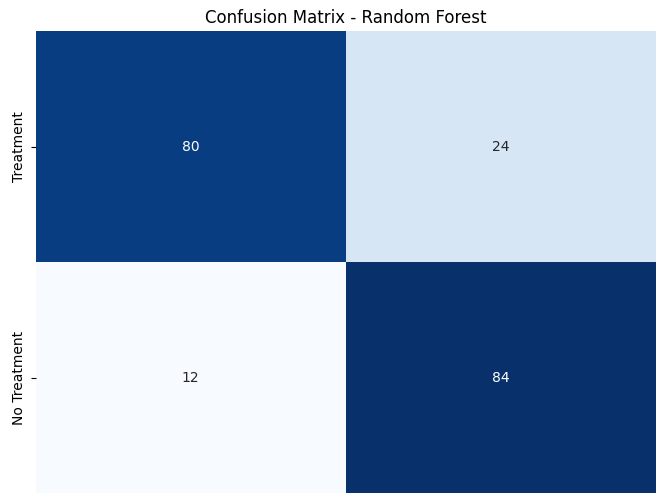 Confusion Matrix - Random Forest
Treatment
80
24
No Treatment
12
84